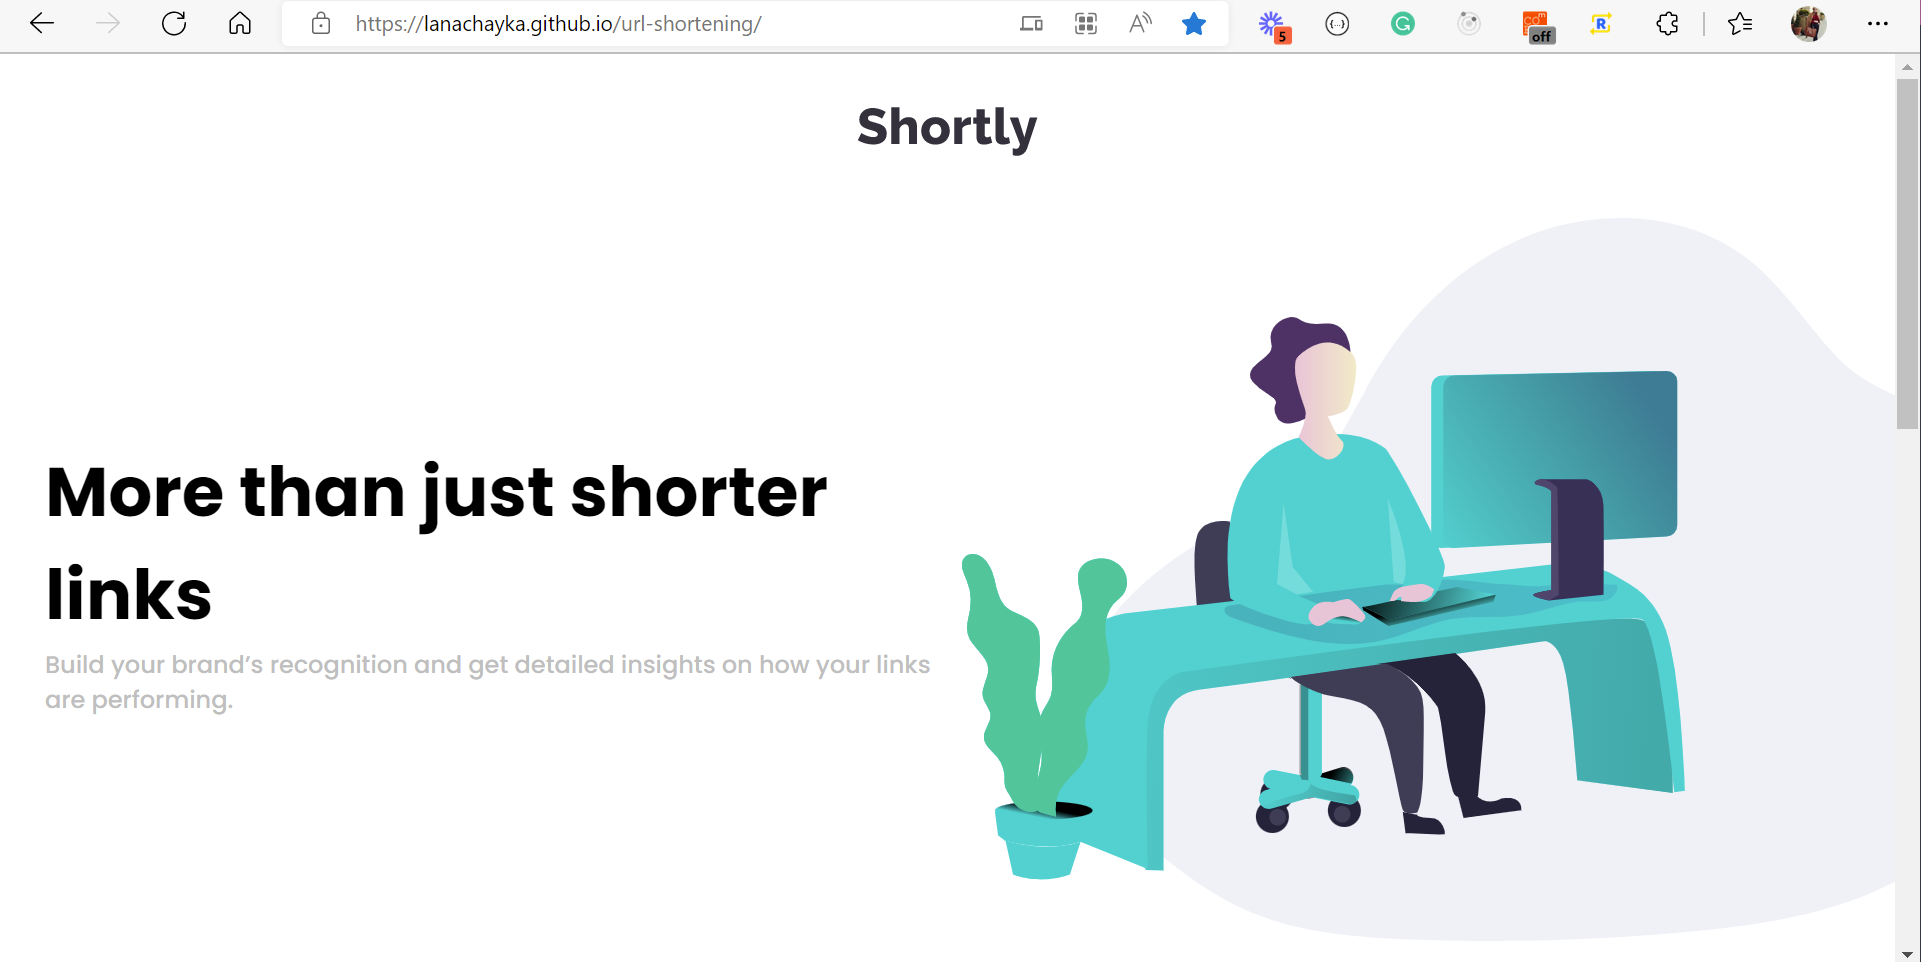 https://lanachayka.github.io/url-shortening/
5
off
Shortly
More than just shorter
links
Build your brand’s recognition and get detailed insights on how your links
are performing.